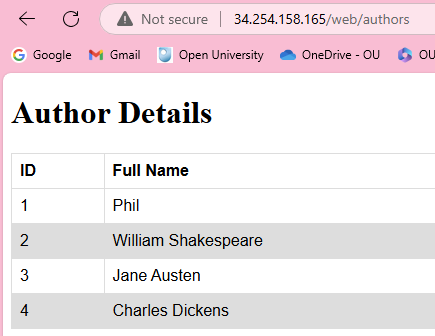 Not secure 34.254.158.165/web/authors
Google Gmail Open University OneDrive - OU OU
Author Details
ID Full Name
1 Phil
2 William Shakespeare
3 Jane Austen
4 Charles Dickens